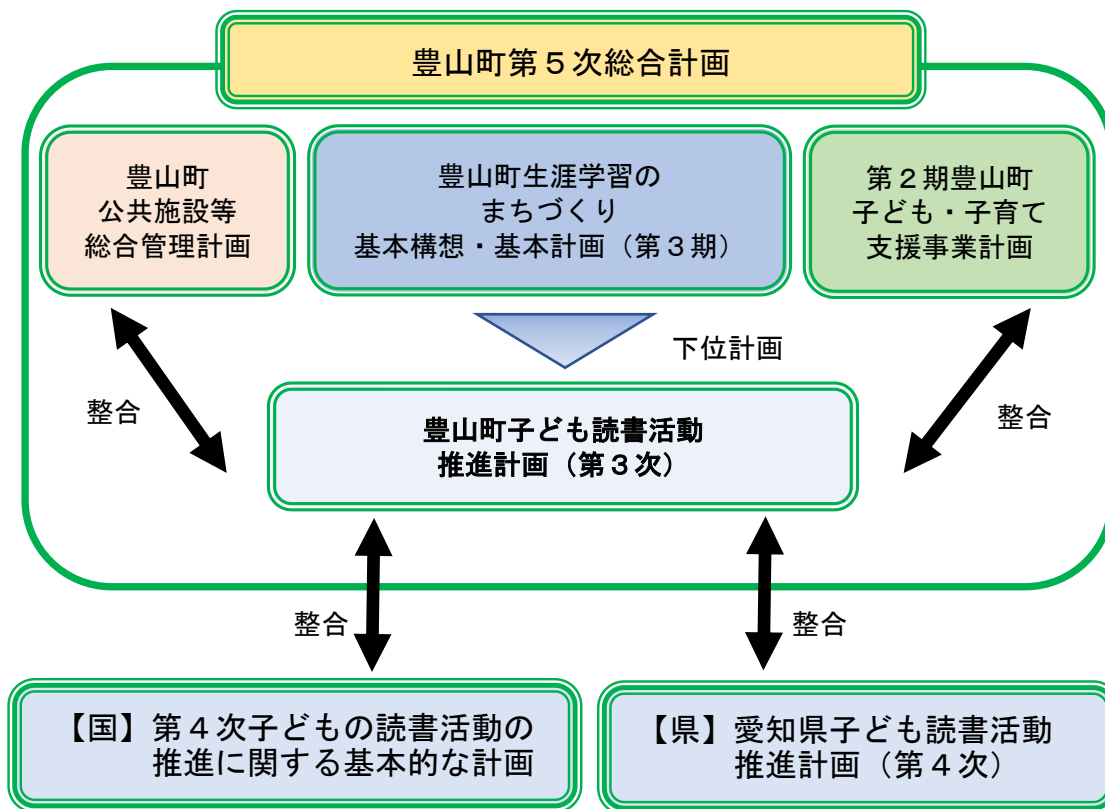 豊山町第５次総合計画
豊山町
公共施設等
総合管理計画
豊山町生涯学習の
まちづくり
基本構想・基本計画（第３期）
第２期豊山町
子ども・子育て
支援事業計画
下位計画
整合
整合
豊山町子ども読書活動
推進計画（第３次）
整合
整合
【国】第４次子どもの読書活動の
推進に関する基本的な計画
【県】愛知県子ども読書活動
推進計画（第４次）